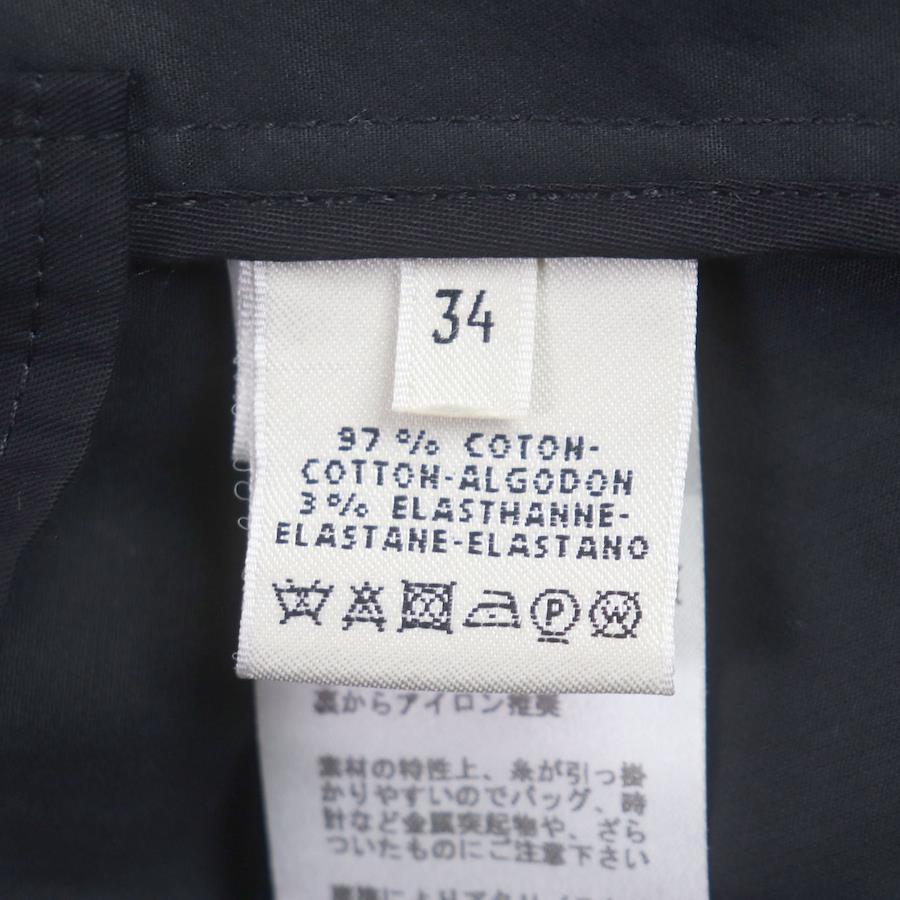 34
97 % COTON-
COTTON-ALGODON
3 % ELASTHANNE-
ELASTANE-ELASTANO
P
W
裏からアイロン推奨
素材の特性上、糸が引っ掛
かりやすいのでバッグ、時
計など金属突起物や、ざら
ついたものにご注意下さい